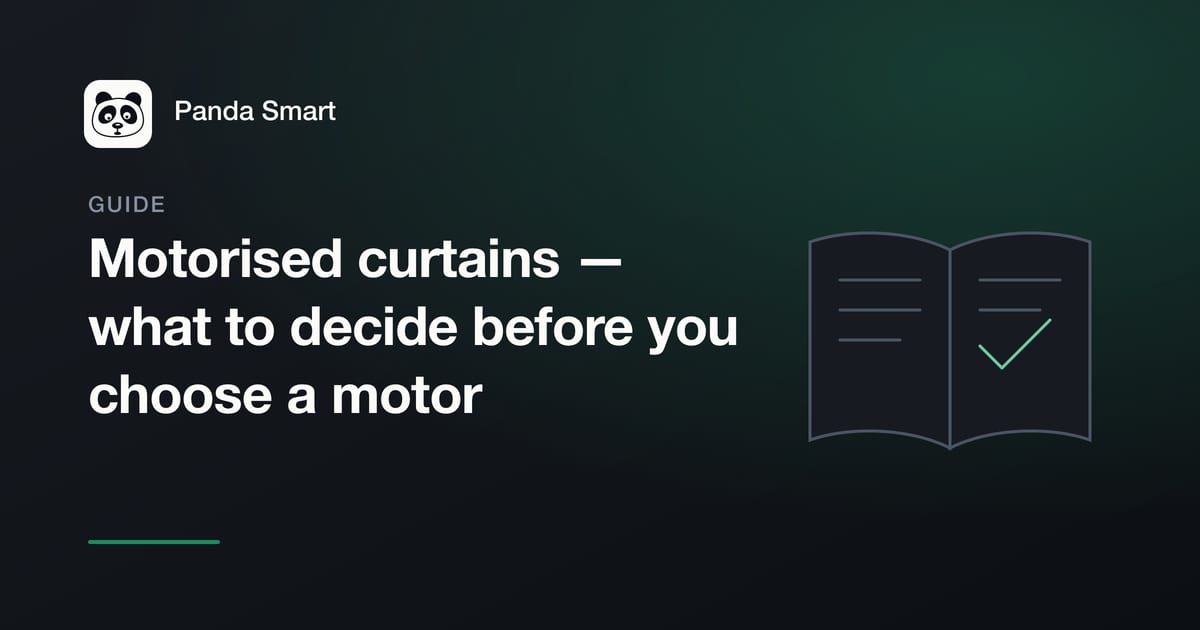 Panda Smart
GUIDE
Motorised curtains —
what to decide before you
choose a motor